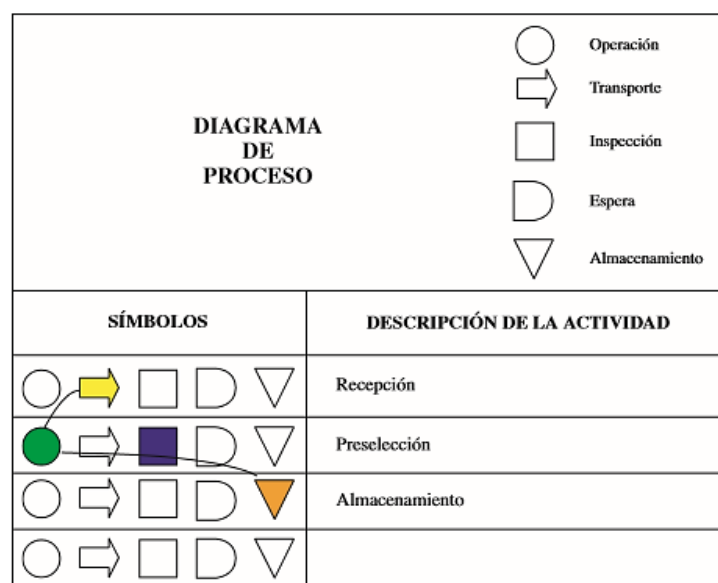 DIAGRAMA
DE
PROCESO
Operación
Transporte
Inspección
Espera
Almacenamiento
SÍMBOLOS
DESCRIPCIÓN DE LA ACTIVIDAD
Recepción
Preselección
Almacenamiento